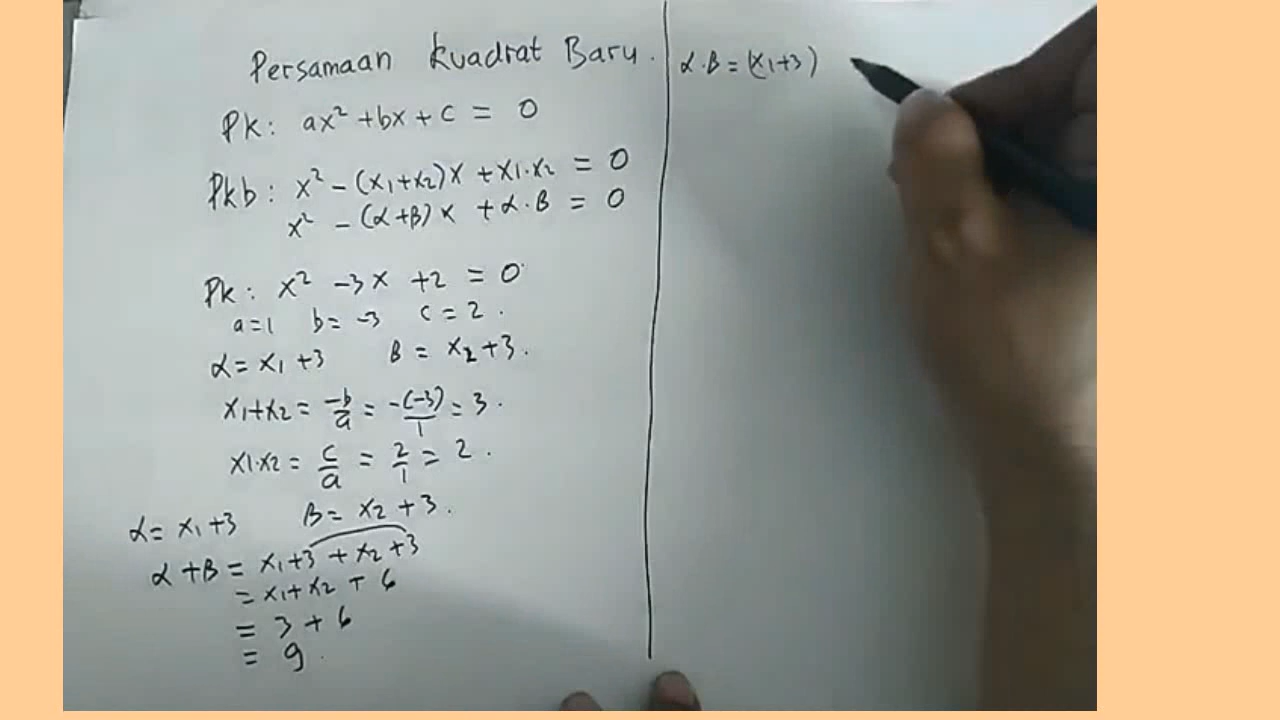 Persamaan Kuadrat Baru.
Pk: ax² + bx + c = 0
Pkb: x² - (x1+x2)x + x1.x2 = 0
x² - (α+β)x + α.β = 0
Pk: x² -3x +2 = 0
a=1 b=-3 c=2.
α= x1 +3 β= x2+3.
x1+x2 = -b/a = -(-3)/1 = 3.
x1.x2 = c/a = 2/1 = 2.
α= x1+3 β= x2+3.
α+β = x1+3 + x2+3
= x1+x2 + 6
= 3 + 6
= 9.
α.β = (x1+3)